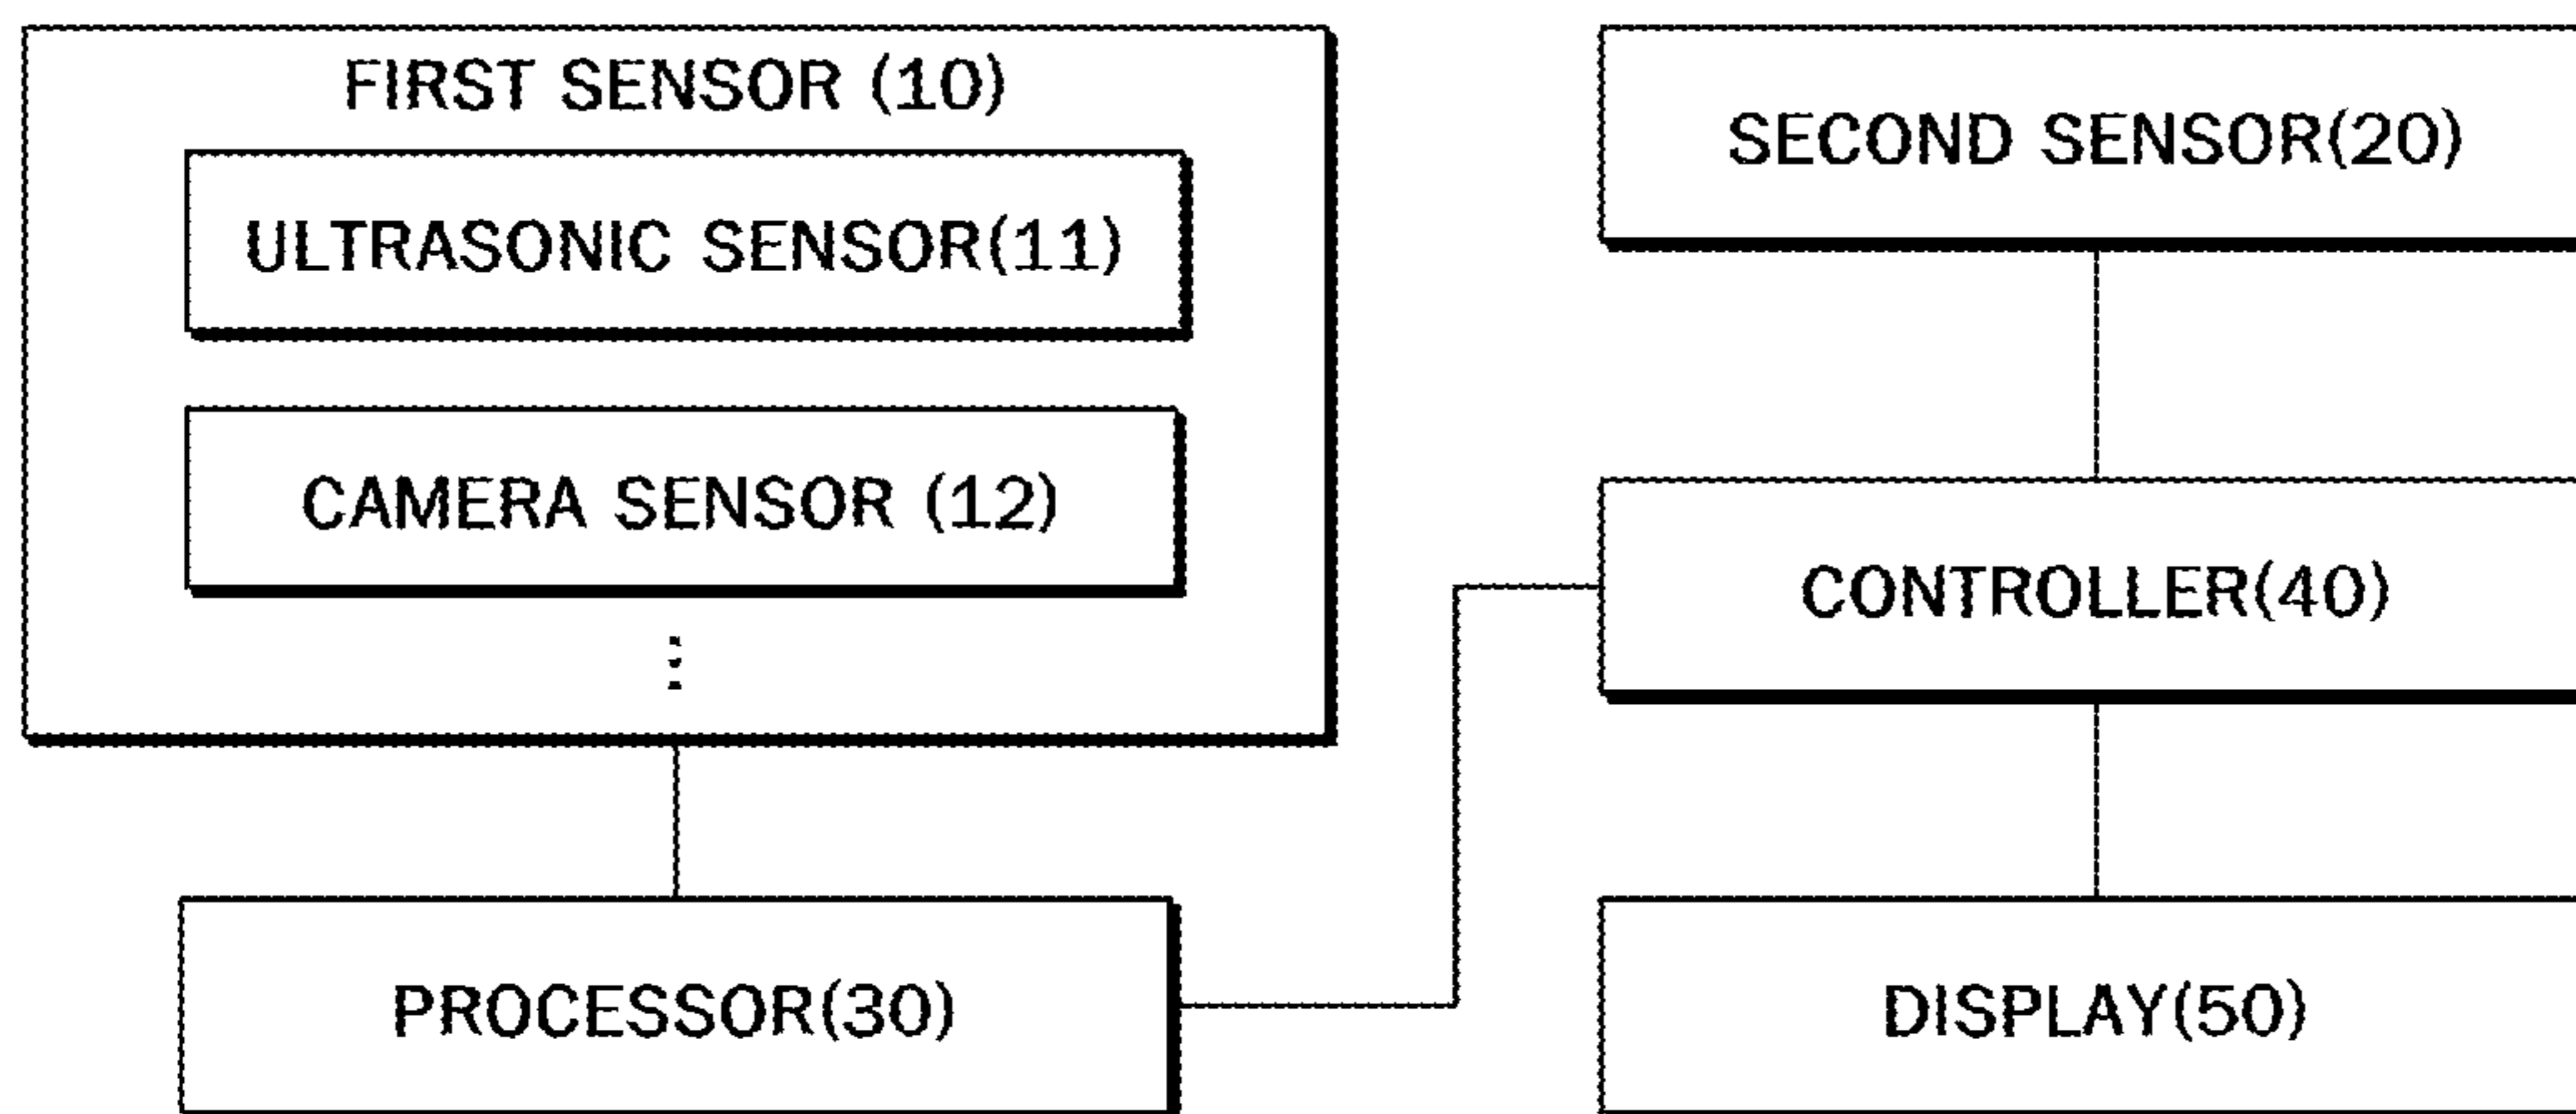 FIRST SENSOR (10)
ULTRASONIC SENSOR(11)
CAMERA SENSOR (12)
PROCESSOR(30)
SECOND SENSOR(20)
CONTROLLER(40)
DISPLAY(50)